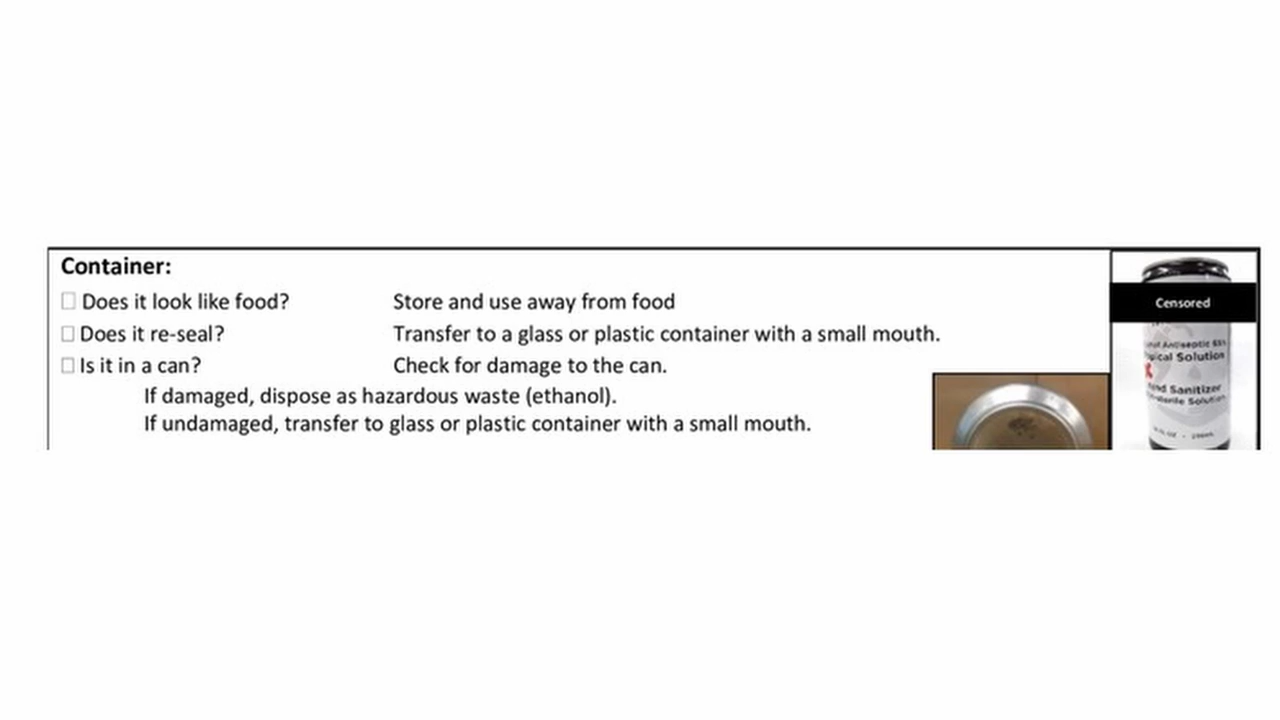 Container:
Does it look like food? Store and use away from food
Does it re-seal? Transfer to a glass or plastic container with a small mouth.
Is it in a can? Check for damage to the can.
If damaged, dispose as hazardous waste (ethanol).
If undamaged, transfer to glass or plastic container with a small mouth.
Censored
Antiseptic
Solution
Sanitizer
Solution